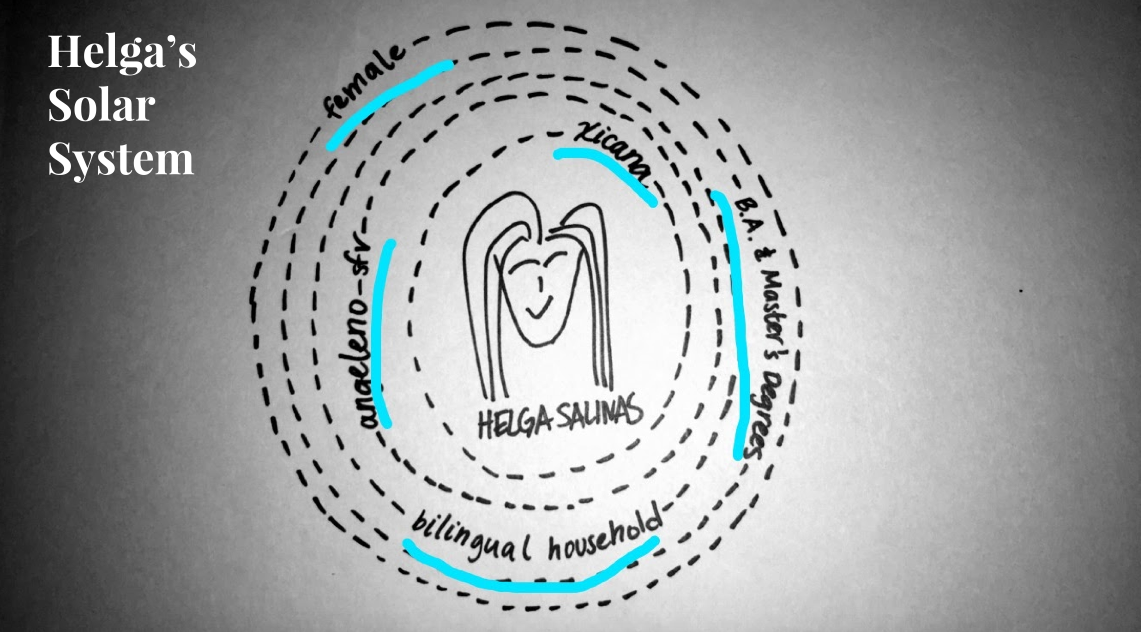 Helga's
Solar
System
female
xicana
B.A. & Master's Degrees
angeleno-sfv
HELGA SALINAS
bilingual household